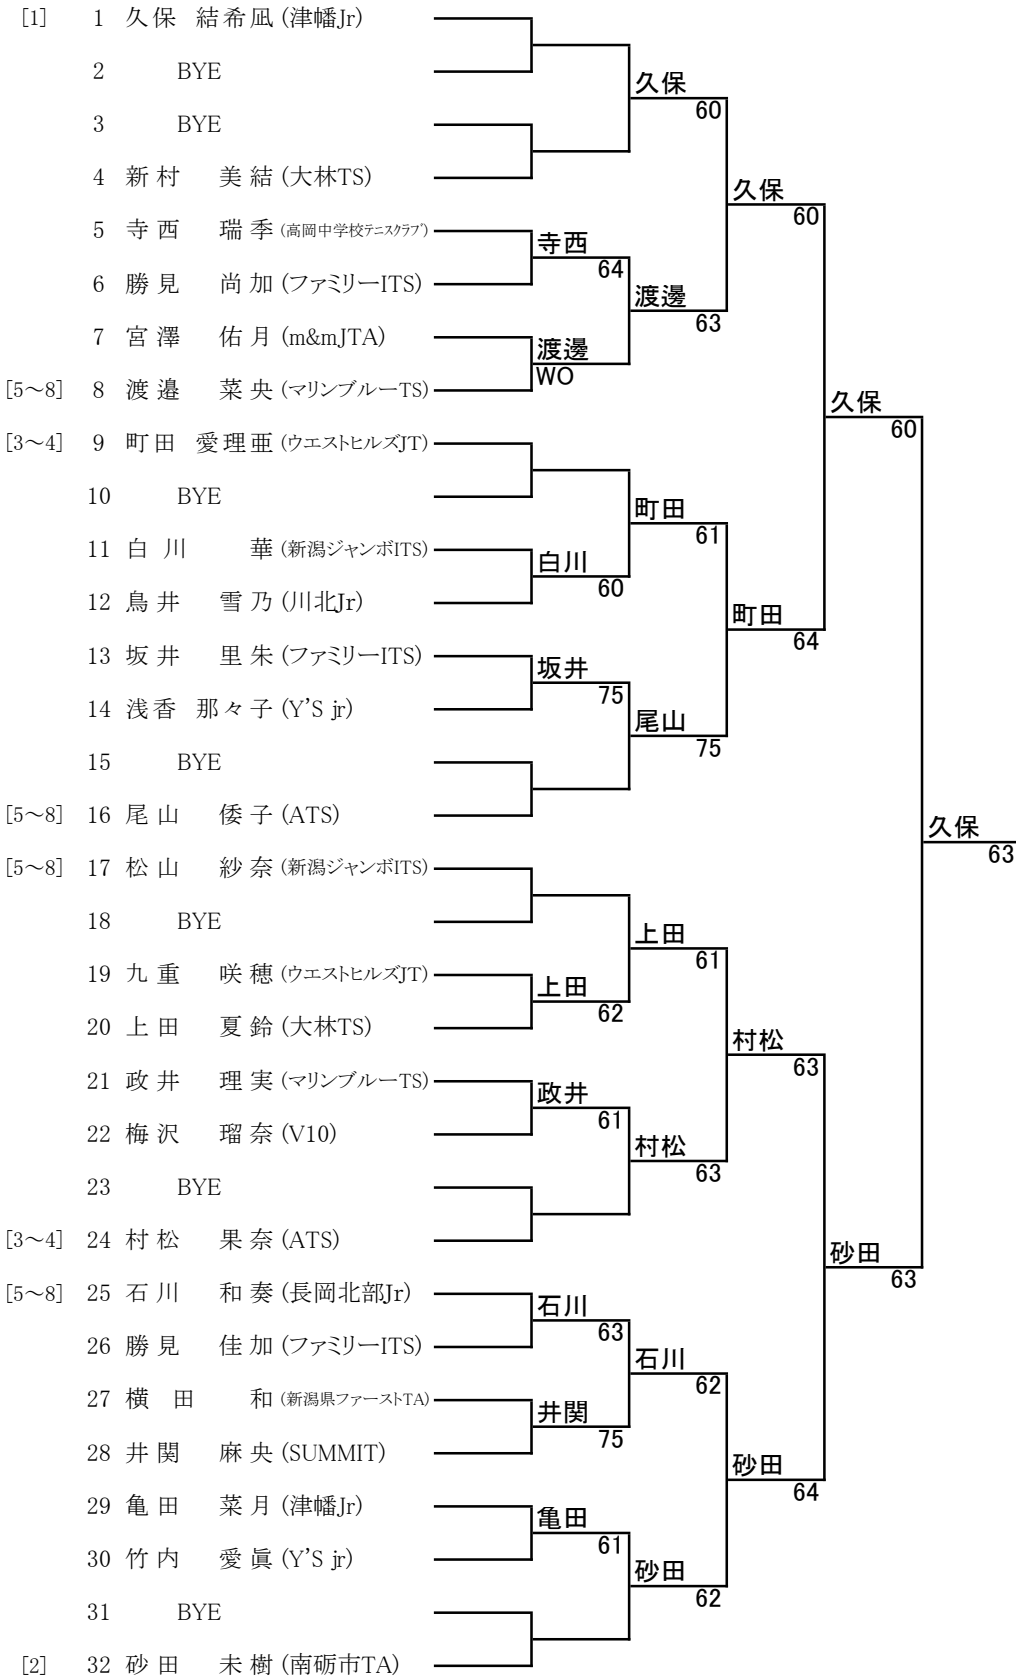 [1] 1 久保 結希凪 (津幡Jr)
2 BYE
3 BYE
4 新村 美結 (大林TS)
5 寺西 瑞季 (高岡中学校テニスクラブ)
6 勝見 尚加 (ファミリーITS)
7 宮澤 佑月 (m&mJTA)
[5～8] 8 渡邉 菜央 (マリンブルーTS)
[3～4] 9 町田 愛理亜 (ウエストヒルズJT)
10 BYE
11 白川 華 (新潟ジャンボITS)
12 鳥井 雪乃 (川北Jr)
13 坂井 里朱 (ファミリーITS)
14 浅香 那々子 (Y'S jr)
15 BYE
[5～8] 16 尾山 倭子 (ATS)
[5～8] 17 松山 紗奈 (新潟ジャンボITS)
18 BYE
19 九重 咲穂 (ウエストヒルズJT)
20 上田 夏鈴 (大林TS)
21 政井 理実 (マリンブルーTS)
22 梅沢 瑠奈 (V10)
23 BYE
[3～4] 24 村松 果奈 (ATS)
[5～8] 25 石川 和奏 (長岡北部Jr)
26 勝見 佳加 (ファミリーITS)
27 横田 和 (新潟県ファーストTA)
28 井関 麻央 (SUMMIT)
29 亀田 菜月 (津幡Jr)
30 竹内 愛眞 (Y'S jr)
31 BYE
[2] 32 砂田 未樹 (南砺市TA)
寺西
64
渡邊
WO
白川
60
坂井
75
上田
62
政井
61
石川
63
井関
75
亀田
61
久保
60
渡邊
63
町田
61
尾山
75
上田
61
村松
63
石川
62
砂田
62
久保
60
町田
64
村松
63
砂田
64
久保
60
砂田
63
久保
63